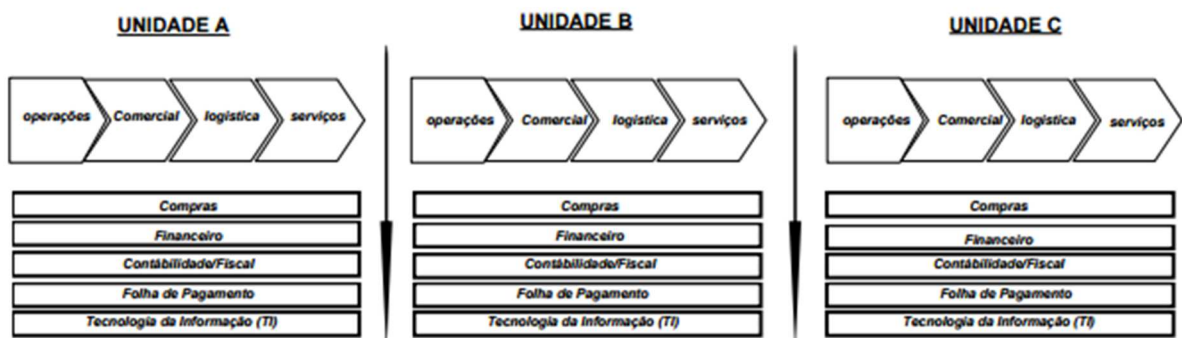 UNIDADE A
operações Comercial logística serviços
Compras
Financeiro
Contábilidade/Fiscal
Folha de Pagamento
Tecnologia da Informação (TI)
UNIDADE B
operações Comercial logística serviços
Compras
Financeiro
Contábilidade/Fiscal
Folha de Pagamento
Tecnologia da Informação (TI)
UNIDADE C
operações Comercial logística serviços
Compras
Financeiro
Contábilidade/Fiscal
Folha de Pagamento
Tecnologia da Informação (TI)